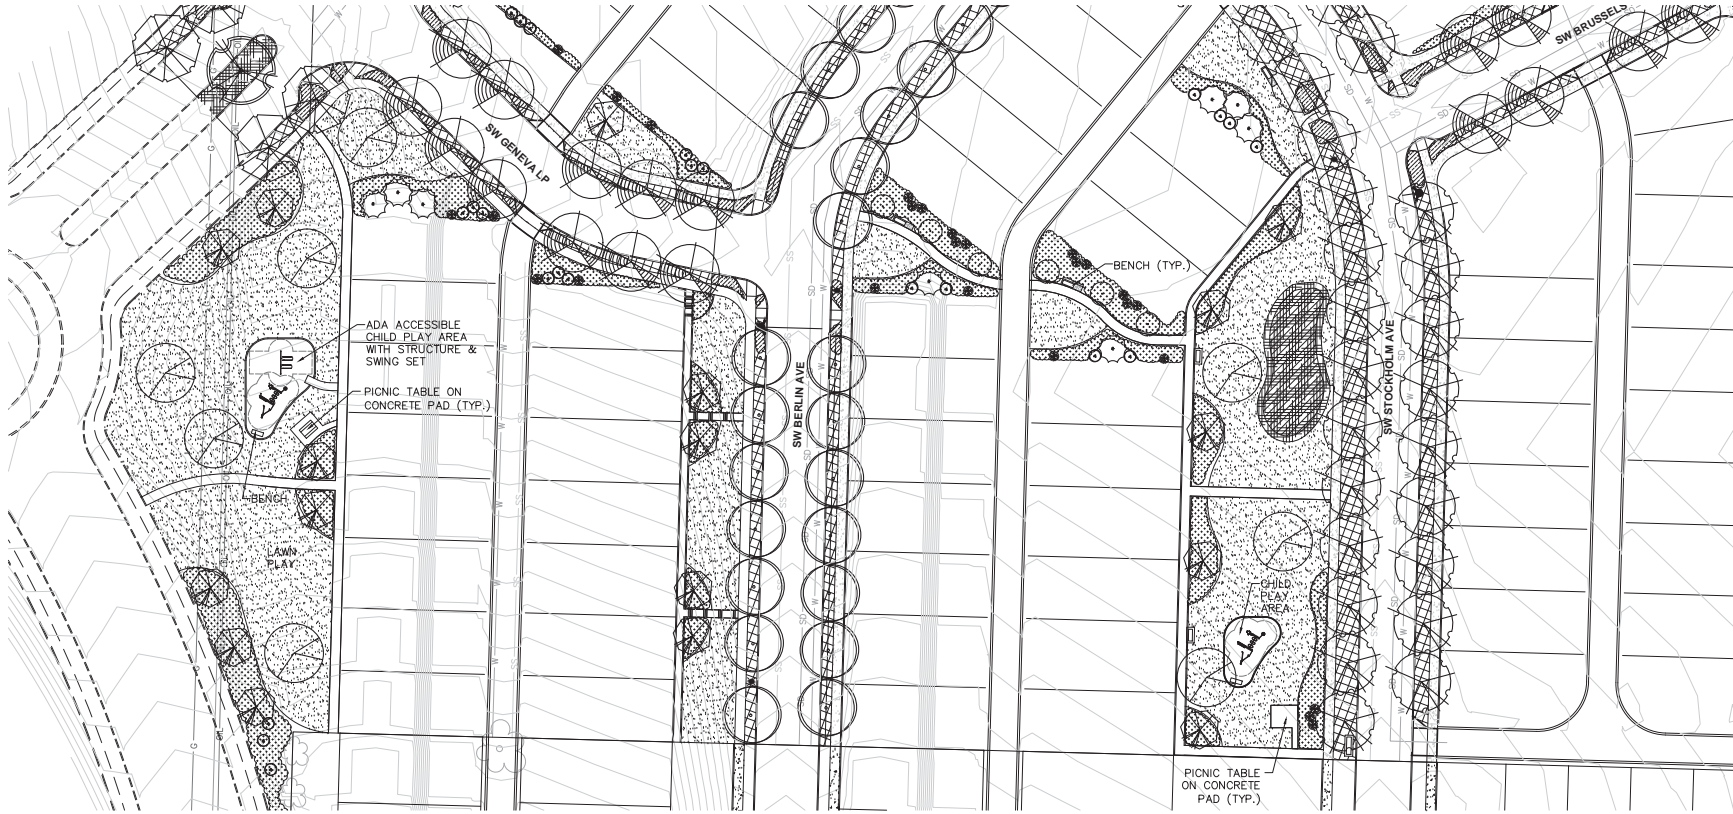 SW BRUSSELS
SW GENEVA LP
BENCH (TYP.)
ADA ACCESSIBLE
CHILD PLAY AREA
WITH STRUCTURE &
SWING SET
PICNIC TABLE ON
CONCRETE PAD (TYP.)
SW BERLIN AVE
SW STOCKHOLM AVE
BENCH
LAWN
PLAY
CHILD
PLAY
AREA
PICNIC TABLE
ON CONCRETE
PAD (TYP.)